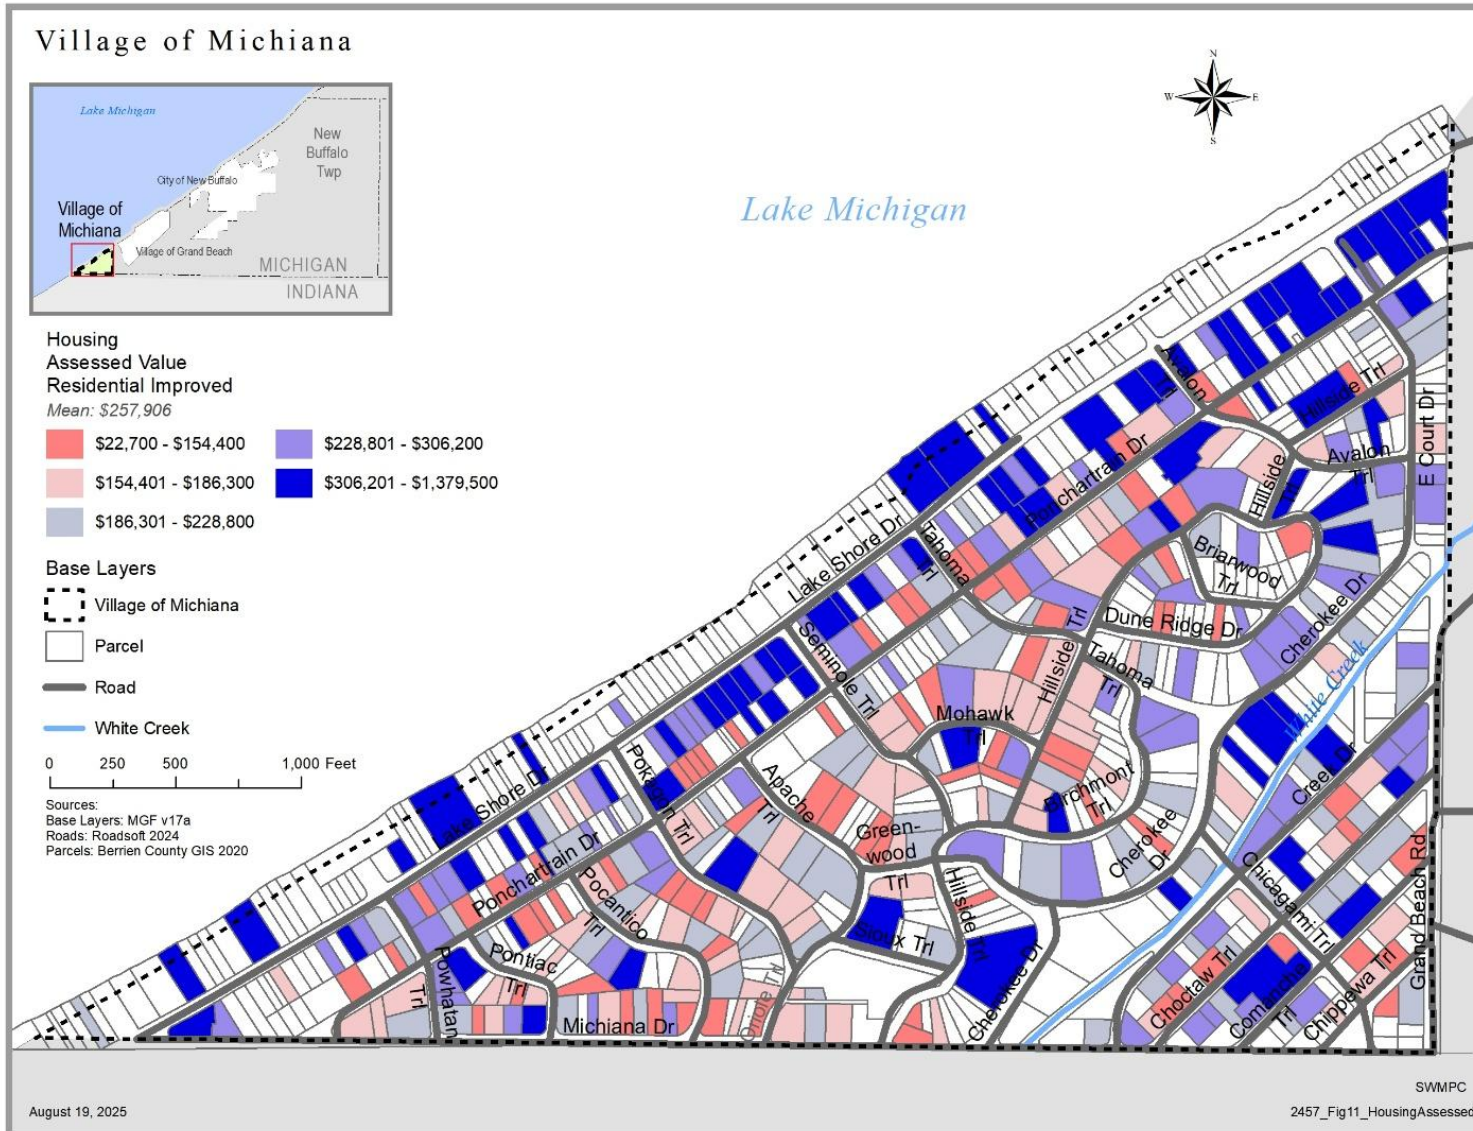 Village of Michiana
Lake Michigan
New
Buffalo
Twp
City of New Buffalo
Village of
Michiana
Village of Grand Beach
MICHIGAN
INDIANA
N
W
E
S
Lake Michigan
Housing
Assessed Value
Residential Improved
Mean: $257,906
$22,700 - $154,400
$228,801 - $306,200
$154,401 - $186,300
$306,201 - $1,379,500
$186,301 - $228,800
Base Layers
Village of Michiana
Parcel
Road
White Creek
0 250 500 1,000 Feet
Sources:
Base Layers: MGF v17a
Roads: Roadsoft 2024
Parcels: Berrien County GIS 2020
Avalon
Trl
Hillside Trl
E Court Dr
Avalon
Trl
Hillside
Trl
Ponchartrain Dr
Lake Shore Dr
Tahoma
Trl
Briarwood
Trl
Dune Ridge Dr
Cherokee Dr
Seminole Trl
Hillside Trl
Tahoma
Trl
White Creek
White Creek
Mohawk
Trl
Creek Dr
Pokagon Trl
Apache
Trl
Birchmont
Trl
Lake Shore Dr
Green-
wood
Trl
Cherokee
Dr
Ponchartrain Dr
Pocantico
Trl
Hillside Trl
Chicagami Trl
Grand Beach Rd
Sioux Trl
Pontiac
Trl
Powhatan
Trl
Oriole Trl
Michiana Dr
Cherokee Dr
Choctaw Trl
Comanche
Trl
Chippewa Trl
August 19, 2025
SWMPC
2457_Fig11_HousingAssessed